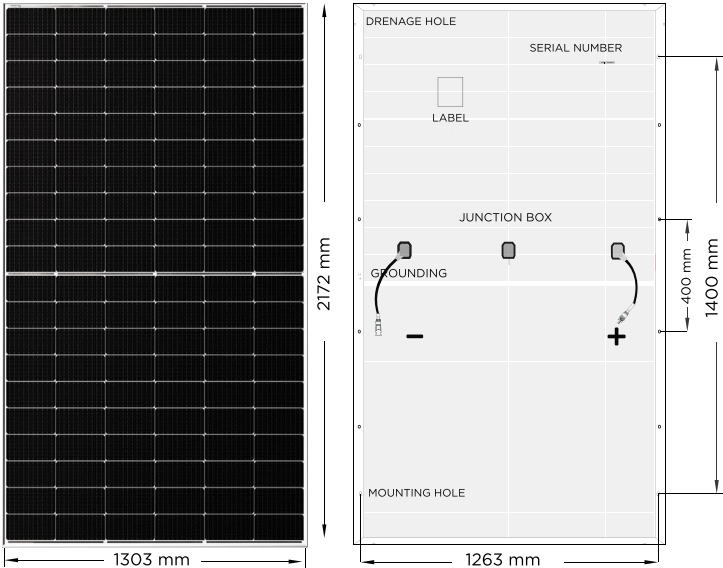 DRENAGE HOLE
SERIAL NUMBER
LABEL
JUNCTION BOX
GROUNDING
2172 mm
400 mm
1400 mm
MOUNTING HOLE
1303 mm
1263 mm